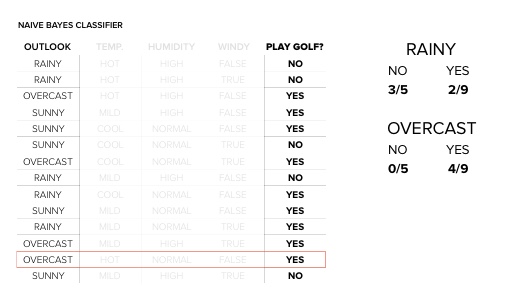 NAIVE BAYES CLASSIFIER
OUTLOOK TEMP. HUMIDITY WINDY PLAY GOLF?
RAINY HOT HIGH FALSE NO
RAINY HOT HIGH TRUE NO
OVERCAST HOT HIGH FALSE YES
SUNNY MILD HIGH FALSE YES
SUNNY COOL NORMAL FALSE YES
SUNNY COOL NORMAL TRUE NO
OVERCAST COOL NORMAL TRUE YES
RAINY MILD HIGH FALSE NO
RAINY COOL NORMAL FALSE YES
SUNNY MILD NORMAL FALSE YES
RAINY MILD NORMAL TRUE YES
OVERCAST MILD HIGH TRUE YES
OVERCAST HOT NORMAL FALSE YES
SUNNY MILD HIGH TRUE NO
RAINY
NO YES
3/5 2/9
OVERCAST
NO YES
0/5 4/9